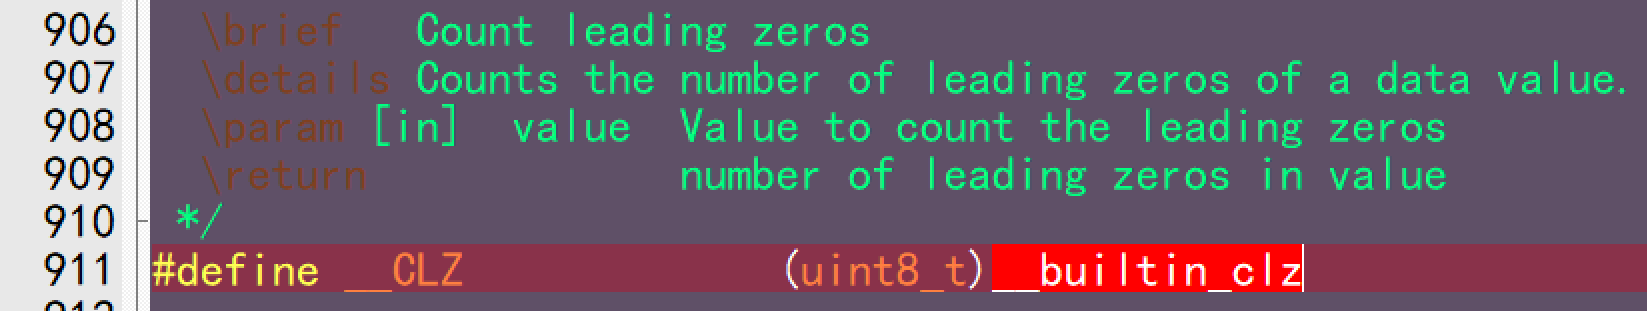 906 \brief Count leading zeros
907 \details Counts the number of leading zeros of a data value.
908 \param [in] value Value to count the leading zeros
909 \return number of leading zeros in value
910 */
911 #define __CLZ (uint8_t)__builtin_clz